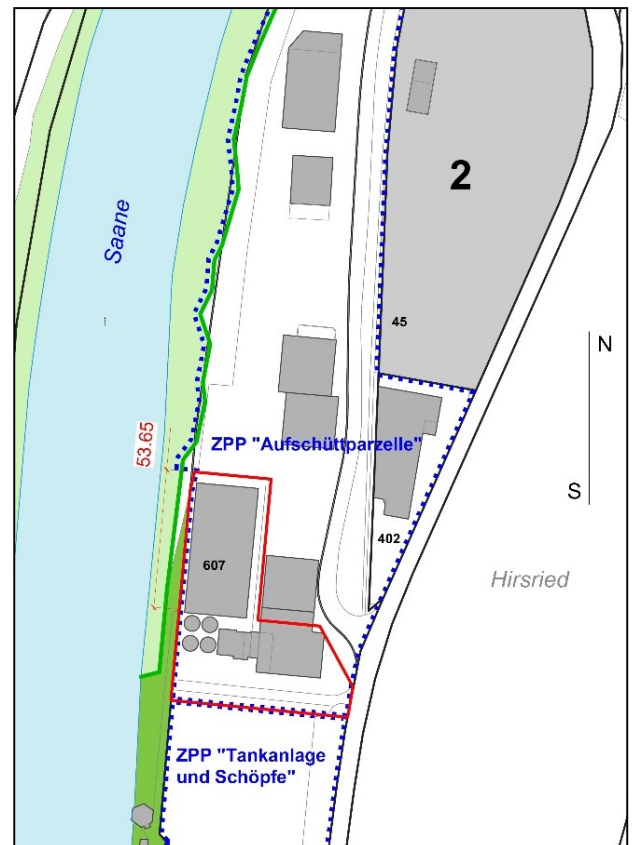 2
Saane
45
N
53.65
ZPP "Aufschüttparzelle"
S
402
607
Hirsried
ZPP "Tankanlage
und Schöpfe"